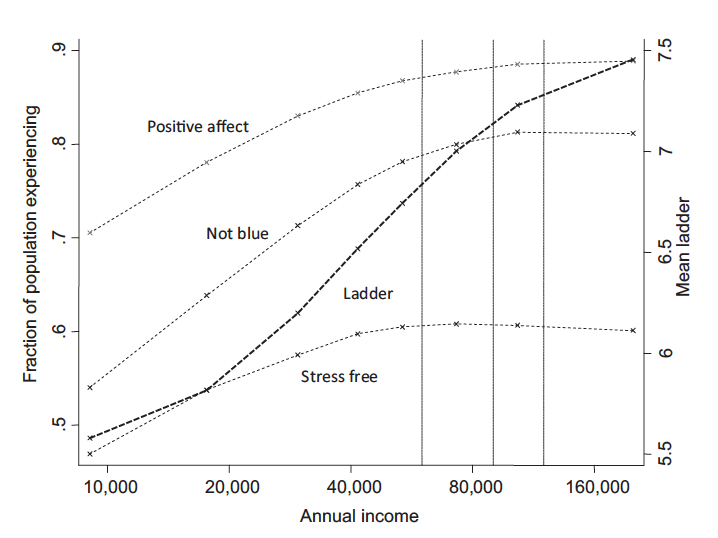 Fraction of population experiencing
.9
.8
.7
.6
.5
Positive affect
Not blue
Ladder
Stress free
7.5
7
6.5
6
5.5
Mean ladder
10,000 20,000 40,000 80,000 160,000
Annual income